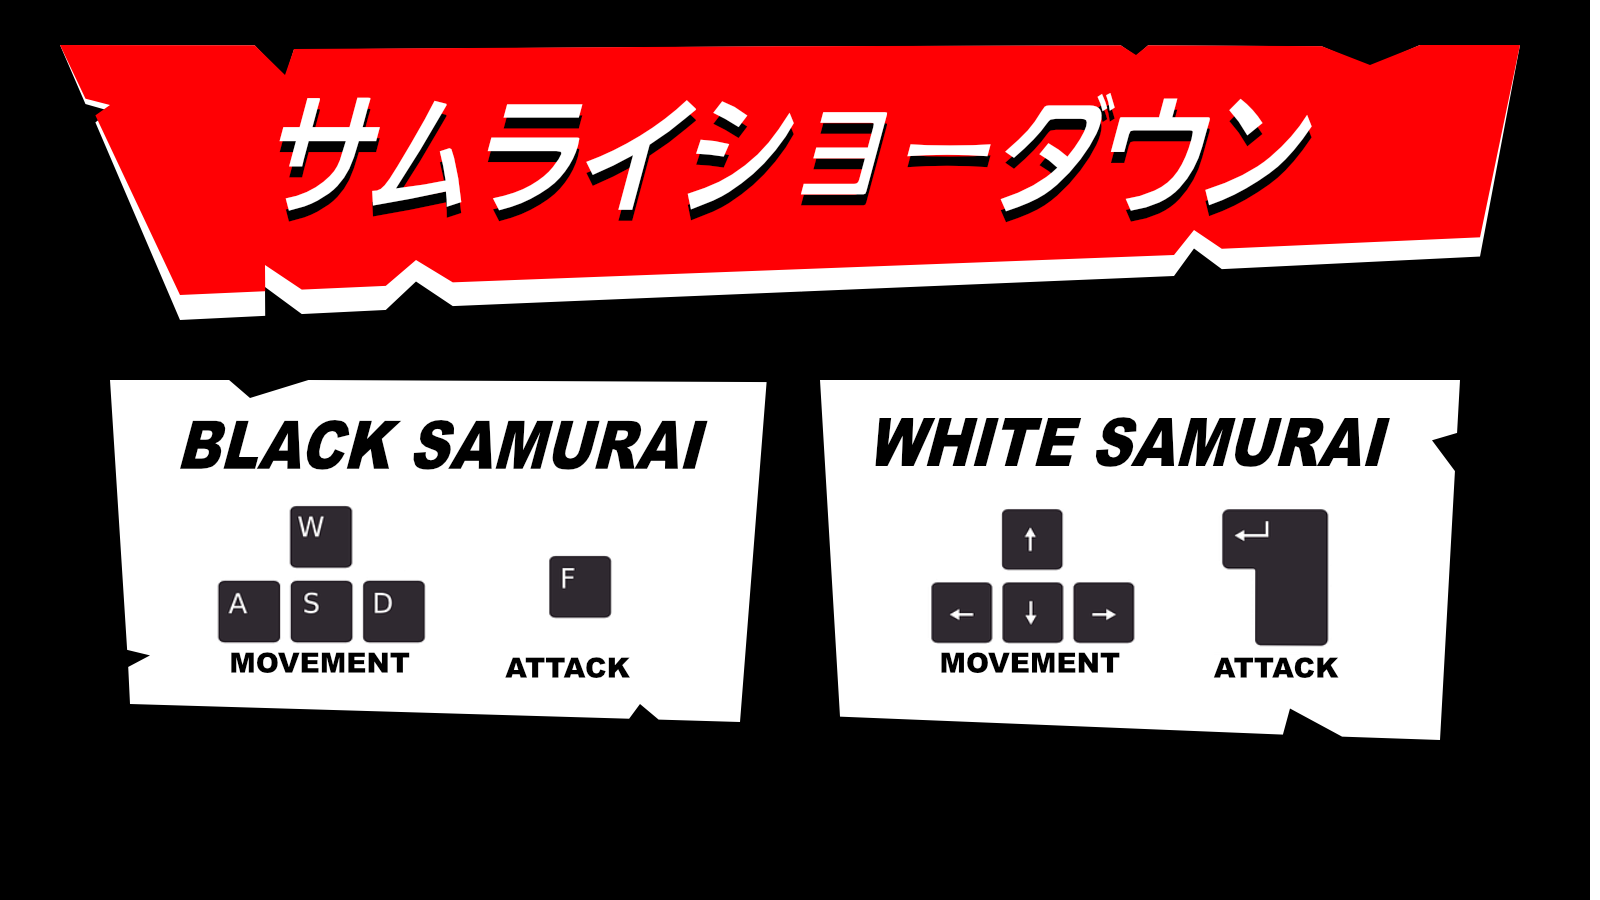 サムライショーダウン
BLACK SAMURAI
W
A S D
MOVEMENT
F
ATTACK
WHITE SAMURAI
↑
← ↓ →
MOVEMENT
↵
ATTACK